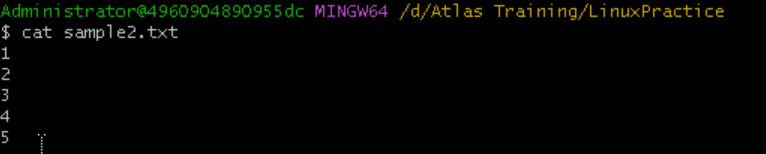 Administrator@4960904890955dc MINGW64 /d/Atlas Training/LinuxPractice
$ cat sample2.txt
1
2
3
4
5